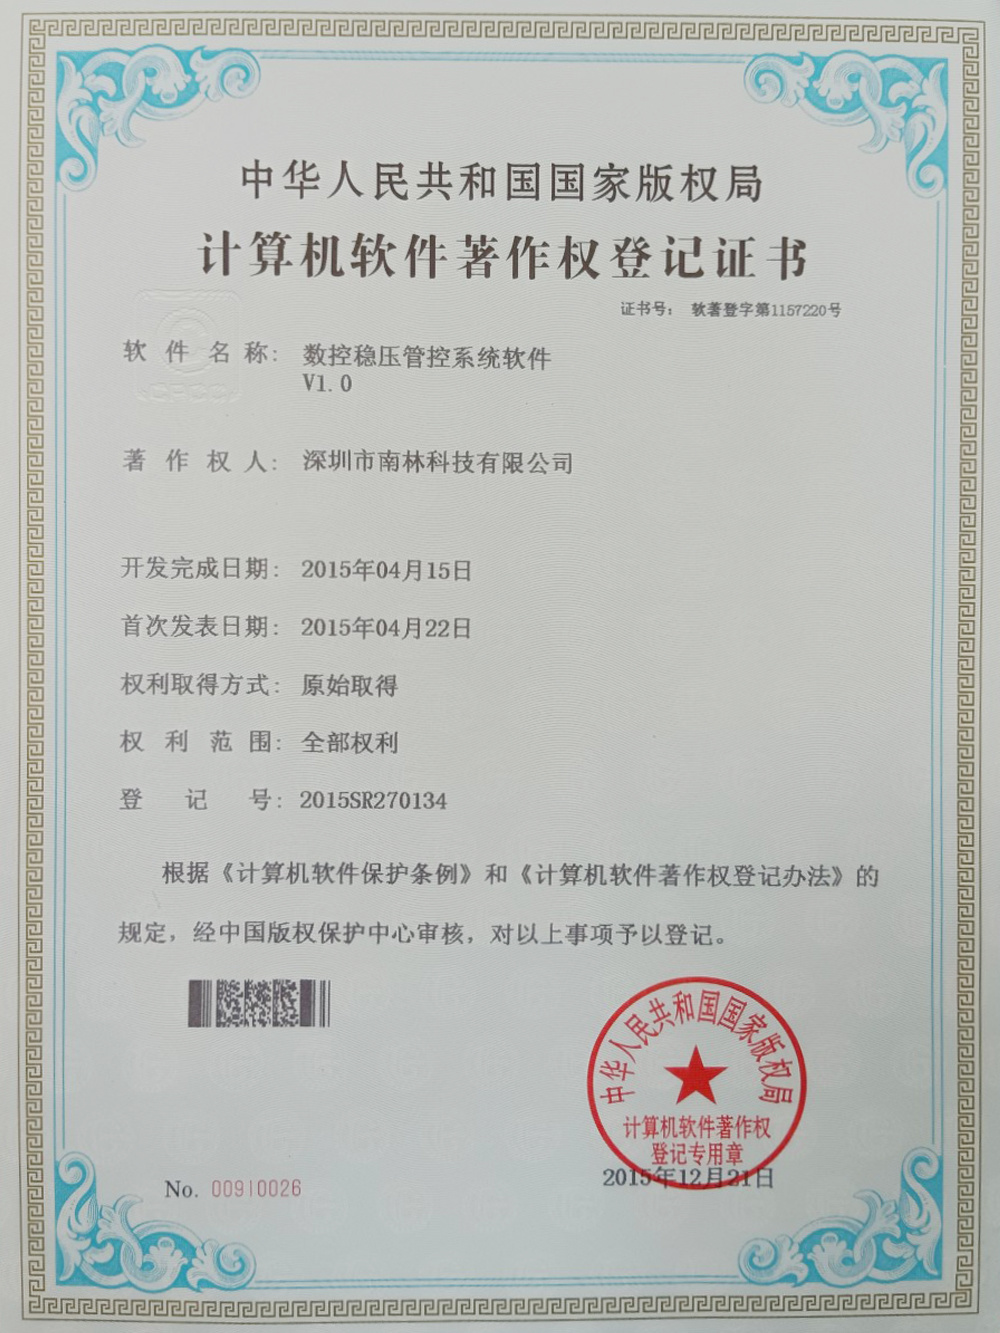 中华人民共和国国家版权局
计算机软件著作权登记证书
证书号： 软著登字第1157220号
软件名称： 数控稳压管控系统软件
V1.0
著作权人： 深圳市南林科技有限公司
开发完成日期： 2015年04月15日
首次发表日期： 2015年04月22日
权利取得方式： 原始取得
权利范围： 全部权利
登记号： 2015SR270134
根据《计算机软件保护条例》和《计算机软件著作权登记办法》的
规定，经中国版权保护中心审核，对以上事项予以登记。
中华人民共和国国家版权局
计算机软件著作权
登记专用章
2015年12月21日
No. 00910026